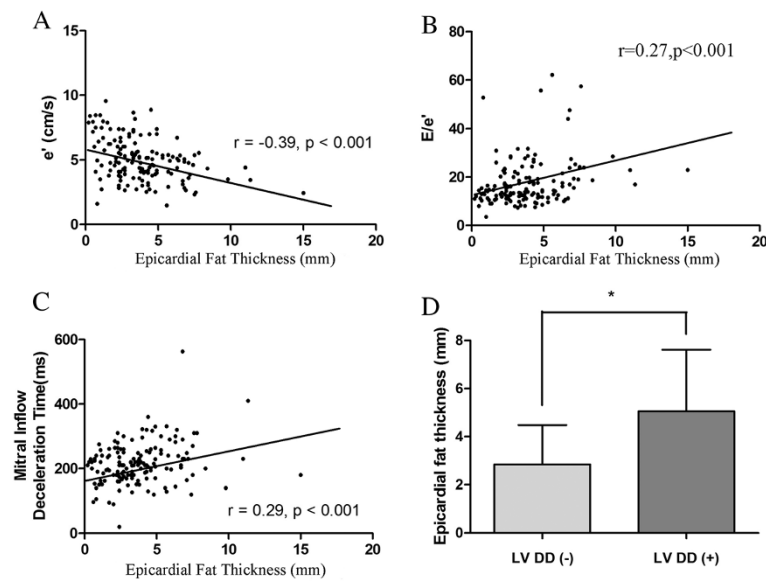 A
15
10
5
0
e' (cm/s)
r = -0.39, p < 0.001
0 5 10 15 20
Epicardial Fat Thickness (mm)
B
80
60
40
20
0
E/e'
r=0.27,p<0.001
0 5 10 15 20
Epicardial Fat Thickness (mm)
C
600
400
200
0
Mitral Inflow
Deceleration Time(ms)
r = 0.29, p < 0.001
0 5 10 15 20
Epicardial Fat Thickness (mm)
D
*
8
6
4
2
0
Epicardial fat thickness (mm)
LV DD (-) LV DD (+)